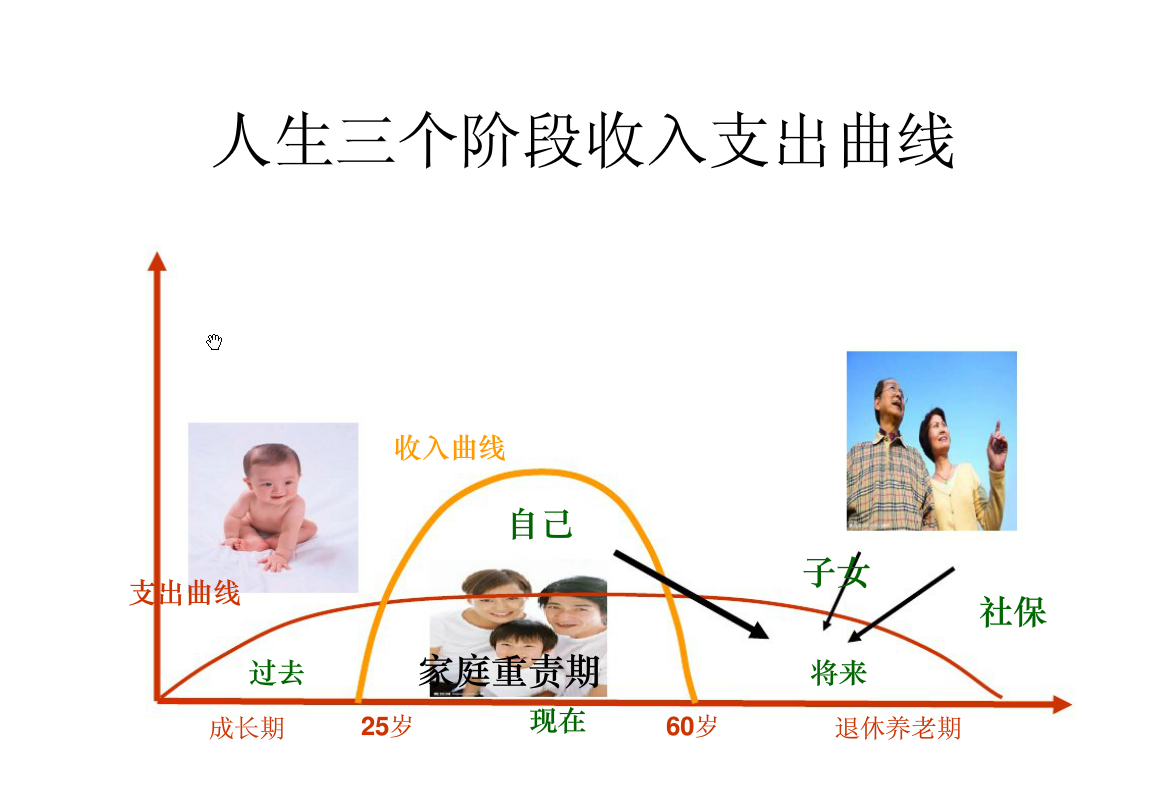 人生三个阶段收入支出曲线
收入曲线
自己
子女
支出曲线
社保
过去
家庭重责期
将来
成长期
25岁
现在
60岁
退休养老期